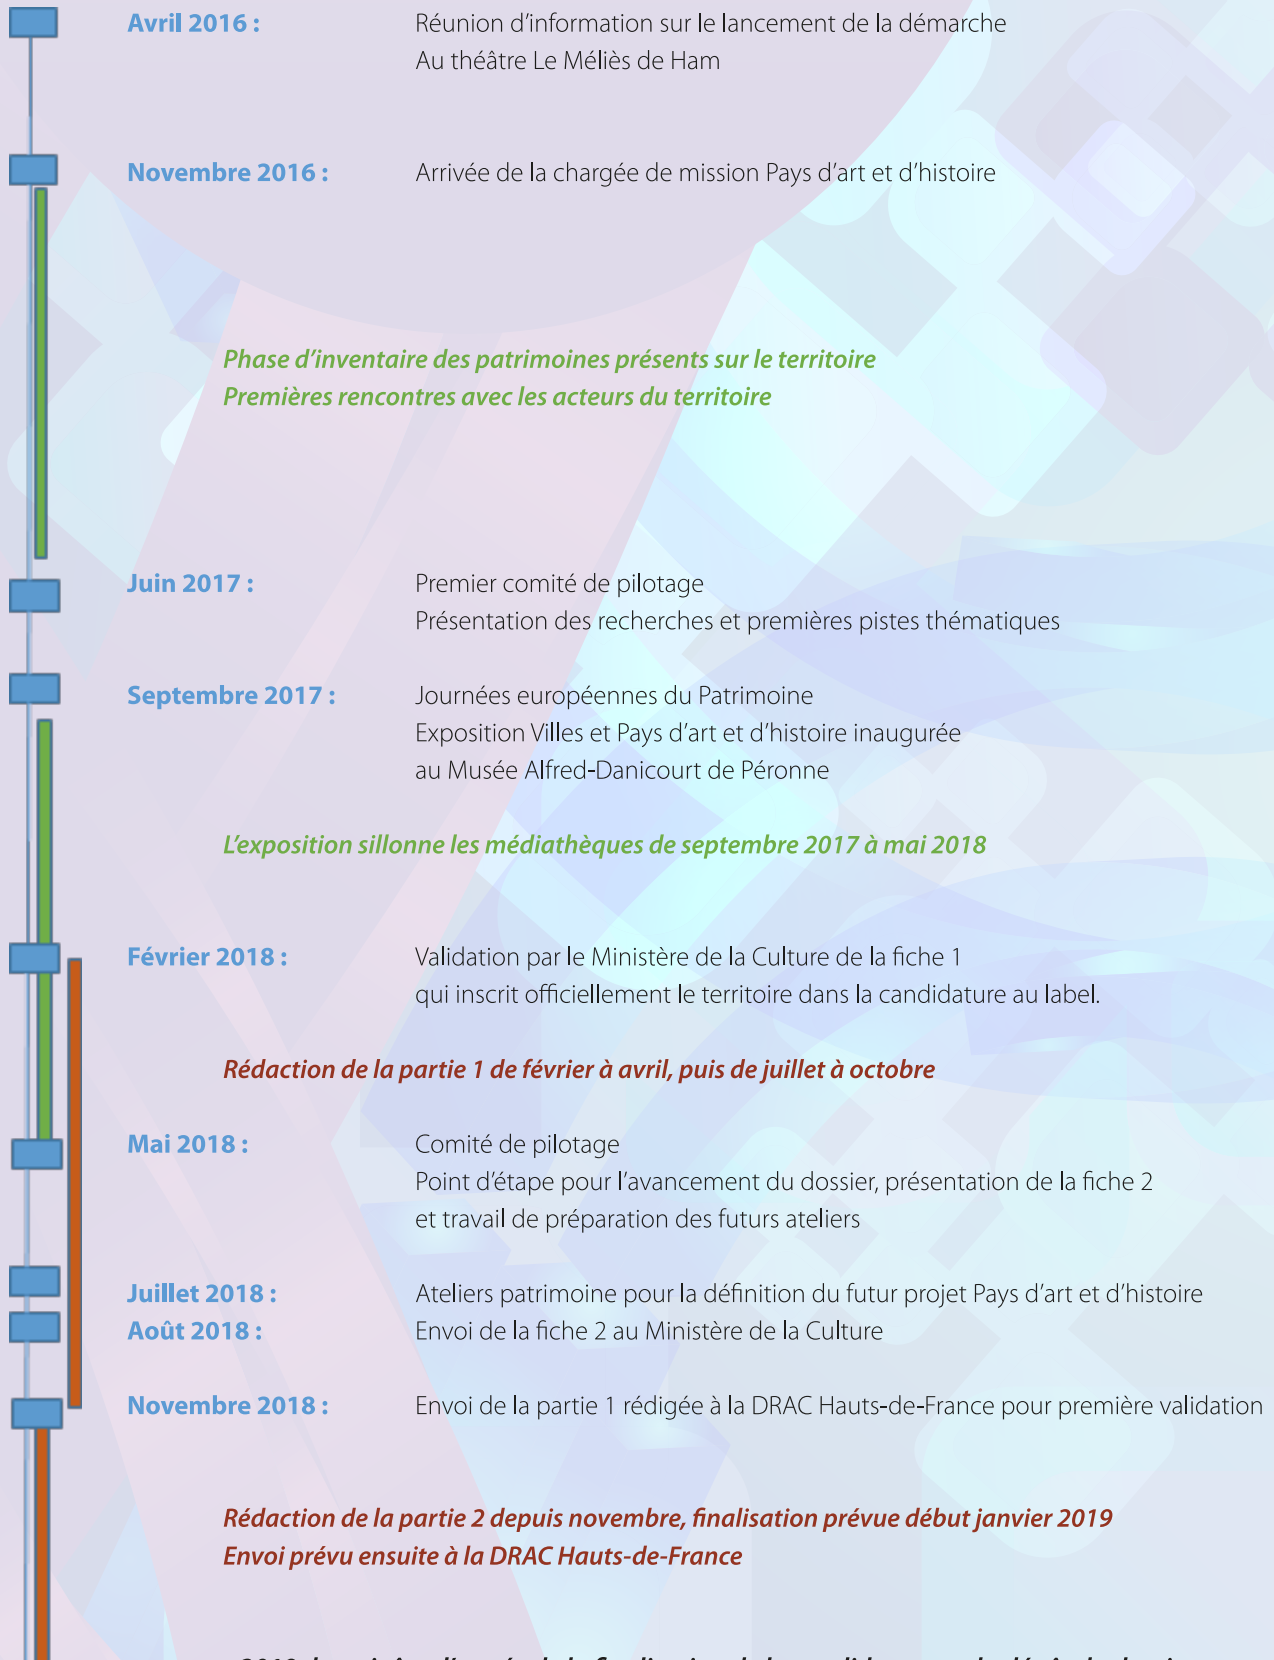 Avril 2016 : Réunion d'information sur le lancement de la démarche
Au théâtre Le Méliès de Ham
Novembre 2016 : Arrivée de la chargée de mission Pays d'art et d'histoire
Phase d'inventaire des patrimoines présents sur le territoire
Premières rencontres avec les acteurs du territoire
Juin 2017 : Premier comité de pilotage
Présentation des recherches et premières pistes thématiques
Septembre 2017 : Journées européennes du Patrimoine
Exposition Villes et Pays d'art et d'histoire inaugurée
au Musée Alfred-Danicourt de Péronne
L'exposition sillonne les médiathèques de septembre 2017 à mai 2018
Février 2018 : Validation par le Ministère de la Culture de la fiche 1
qui inscrit officiellement le territoire dans la candidature au label.
Rédaction de la partie 1 de février à avril, puis de juillet à octobre
Mai 2018 : Comité de pilotage
Point d'étape pour l'avancement du dossier, présentation de la fiche 2
et travail de préparation des futurs ateliers
Juillet 2018 : Ateliers patrimoine pour la définition du futur projet Pays d'art et d'histoire
Août 2018 : Envoi de la fiche 2 au Ministère de la Culture
Novembre 2018 : Envoi de la partie 1 rédigée à la DRAC Hauts-de-France pour première validation
Rédaction de la partie 2 depuis novembre, finalisation prévue début janvier 2019
Envoi prévu ensuite à la DRAC Hauts-de-France